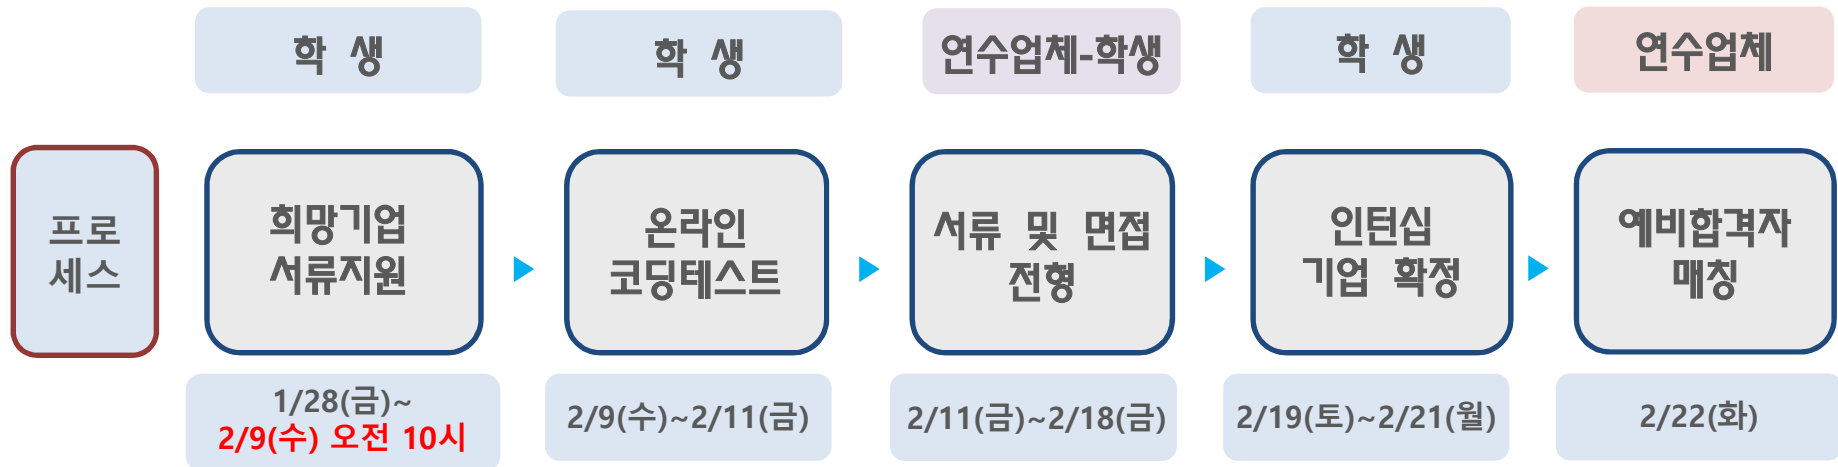 학 생
학 생
연수업체-학생
학 생
연수업체
프로
세스
희망기업
서류지원
온라인
코딩테스트
서류 및 면접
전형
인턴십
기업 확정
예비합격자
매칭
1/28(금)~
2/9(수) 오전 10시
2/9(수)~2/11(금)
2/11(금)~2/18(금)
2/19(토)~2/21(월)
2/22(화)